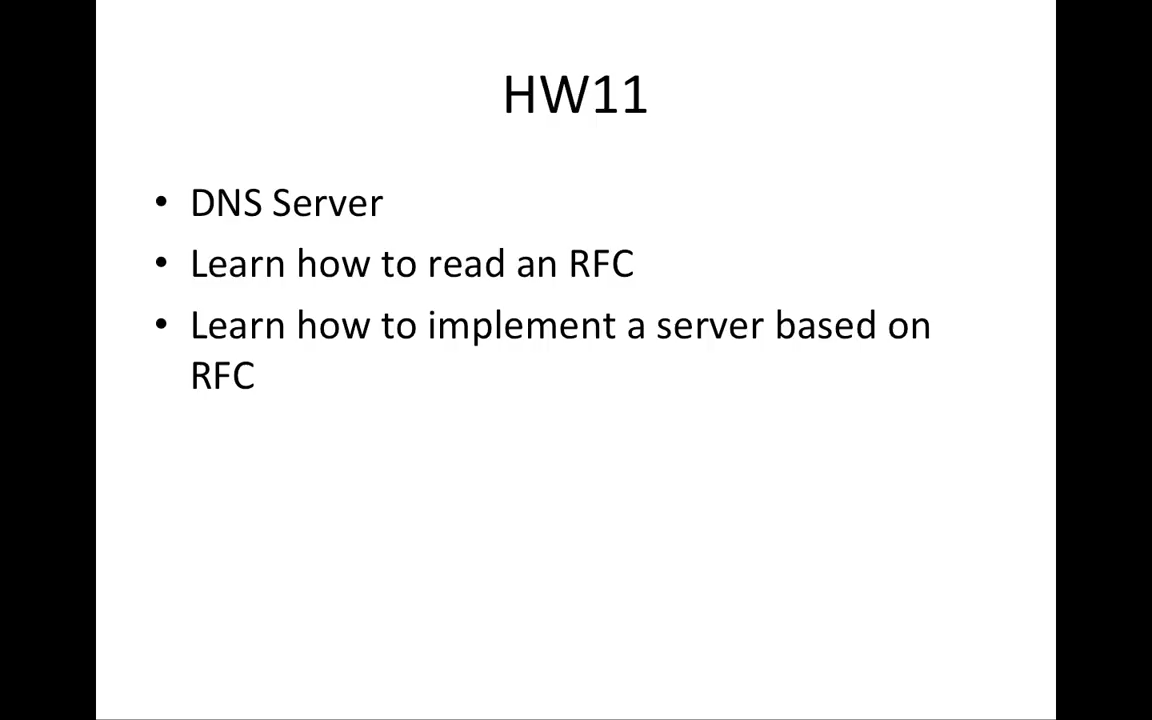 HW11
• DNS Server
• Learn how to read an RFC
• Learn how to implement a server based on
RFC